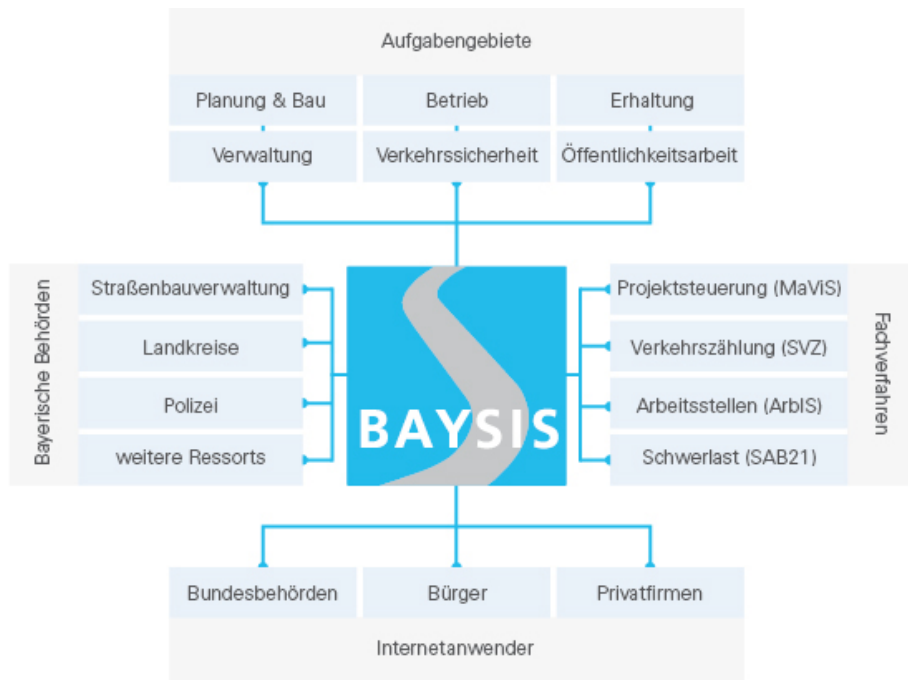 Aufgabengebiete
Planung & Bau
Betrieb
Erhaltung
Verwaltung
Verkehrssicherheit
Öffentlichkeitsarbeit
Bayerische Behörden
Straßenbauverwaltung
Landkreise
Polizei
weitere Ressorts
BAYSIS
Projektsteuerung (MaViS)
Verkehrszählung (SVZ)
Arbeitsstellen (ArbIS)
Schwerlast (SAB21)
Fachverfahren
Bundesbehörden
Bürger
Privatfirmen
Internetanwender